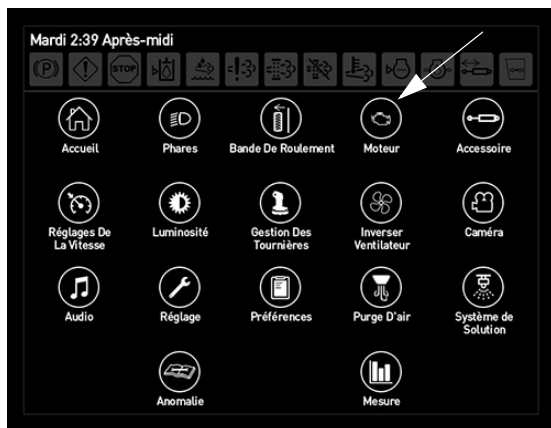 Mardi 2:39 Après-midi
(P) STOP
Accueil Phares Bande De Roulement Moteur Accessoire
Réglages De La Vitesse Luminosité Gestion Des Tournières Inverser Ventilateur Caméra
Audio Réglage Préférences Purge D'air Système de Solution
Anomalie Mesure